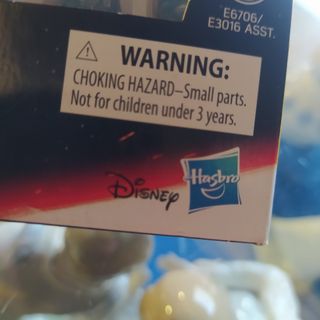 E6706/
E3016 ASST.
WARNING:
CHOKING HAZARD–Small parts.
Not for children under 3 years.
Disney Hasbro